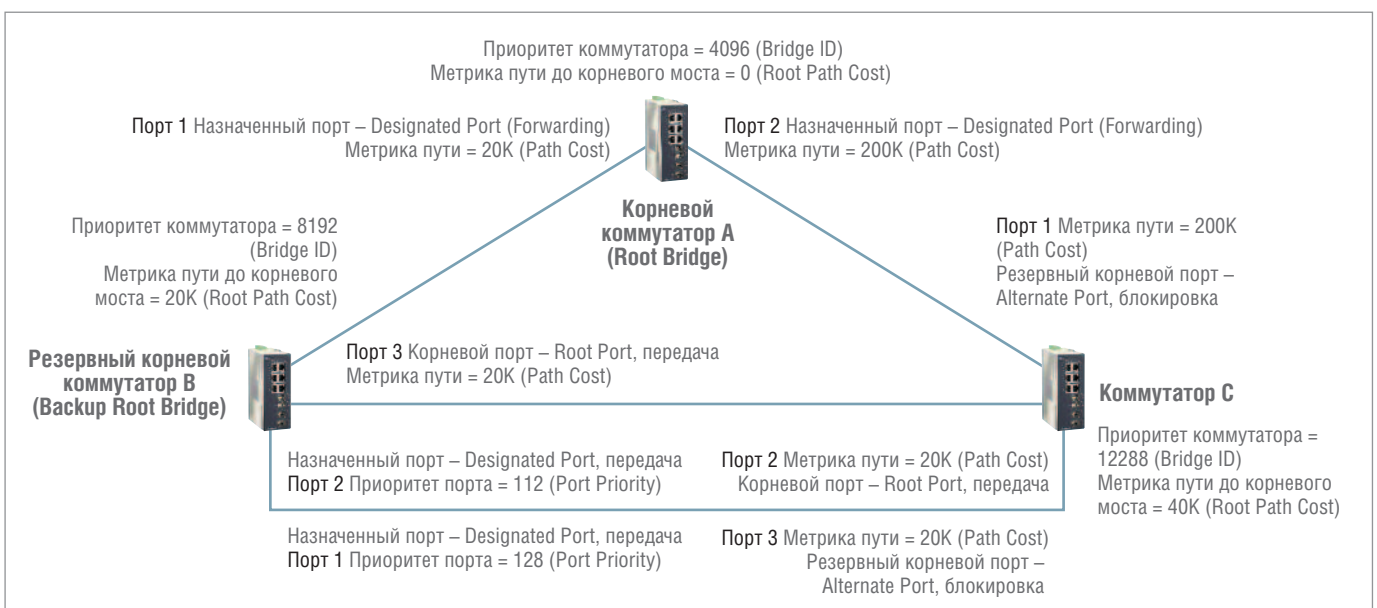 Приоритет коммутатора = 4096 (Bridge ID)
Метрика пути до корневого моста = 0 (Root Path Cost)
Порт 1 Назначенный порт – Designated Port (Forwarding)
Метрика пути = 20K (Path Cost)
Порт 2 Назначенный порт – Designated Port (Forwarding)
Метрика пути = 200K (Path Cost)
Корневой
коммутатор A
(Root Bridge)
Приоритет коммутатора = 8192
(Bridge ID)
Метрика пути до корневого
моста = 20K (Root Path Cost)
Порт 1 Метрика пути = 200K
(Path Cost)
Резервный корневой порт –
Alternate Port, блокировка
Резервный корневой
коммутатор B
(Backup Root Bridge)
Порт 3 Корневой порт – Root Port, передача
Метрика пути = 20K (Path Cost)
Коммутатор C
Приоритет коммутатора =
12288 (Bridge ID)
Метрика пути до корневого
моста = 40K (Root Path Cost)
Назначенный порт – Designated Port, передача
Порт 2 Приоритет порта = 112 (Port Priority)
Порт 2 Метрика пути = 20K (Path Cost)
Корневой порт – Root Port, передача
Назначенный порт – Designated Port, передача
Порт 1 Приоритет порта = 128 (Port Priority)
Порт 3 Метрика пути = 20K (Path Cost)
Резервный корневой порт –
Alternate Port, блокировка